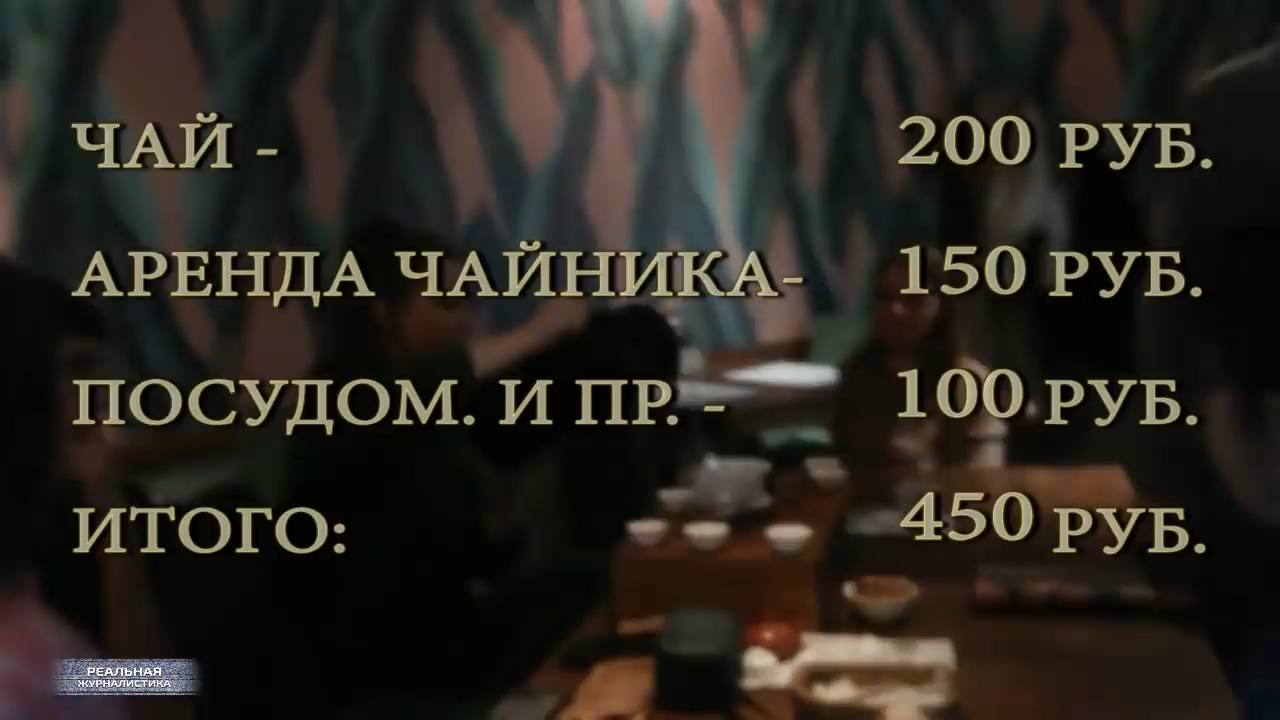 ЧАЙ - 200 РУБ.
АРЕНДА ЧАЙНИКА- 150 РУБ.
ПОСУДОМ. И ПР. - 100 РУБ.
ИТОГО: 450 РУБ.
РЕАЛЬНАЯ
ЖУРНАЛИСТИКА